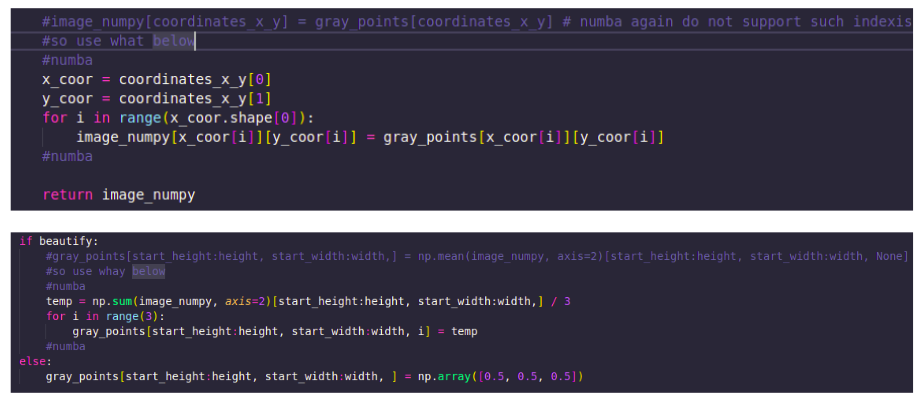 #image_numpy[coordinates_x_y] = gray_points[coordinates_x_y] # numba again do not support such indexis
#so use what below
#numba
x_coor = coordinates_x_y[0]
y_coor = coordinates_x_y[1]
for i in range(x_coor.shape[0]):
image_numpy[x_coor[i]][y_coor[i]] = gray_points[x_coor[i]][y_coor[i]]
#numba
return image_numpy
if beautify:
#gray_points[start_height:height, start_width:width,] = np.mean(image_numpy, axis=2)[start_height:height, start_width:width, None]
#so use whay below
#numba
temp = np.sum(image_numpy, axis=2)[start_height:height, start_width:width,] / 3
for i in range(3):
gray_points[start_height:height, start_width:width, i] = temp
#numba
else:
gray_points[start_height:height, start_width:width, ] = np.array([0.5, 0.5, 0.5])